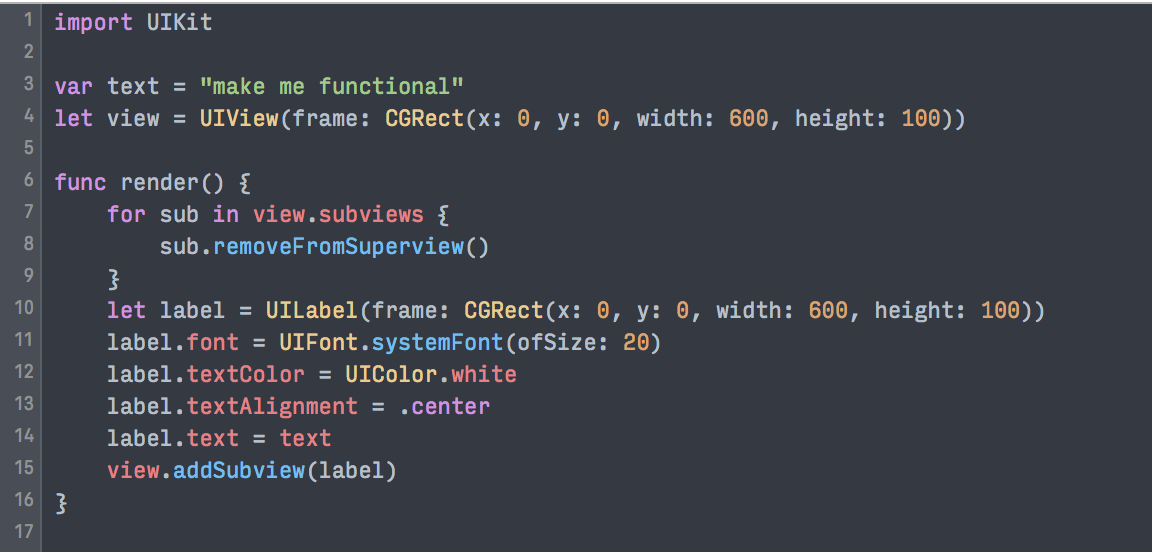 1 import UIKit
2
3 var text = "make me functional"
4 let view = UIView(frame: CGRect(x: 0, y: 0, width: 600, height: 100))
5
6 func render() {
7     for sub in view.subviews {
8         sub.removeFromSuperview()
9     }
10     let label = UILabel(frame: CGRect(x: 0, y: 0, width: 600, height: 100))
11     label.font = UIFont.systemFont(ofSize: 20)
12     label.textColor = UIColor.white
13     label.textAlignment = .center
14     label.text = text
15     view.addSubview(label)
16 }
17